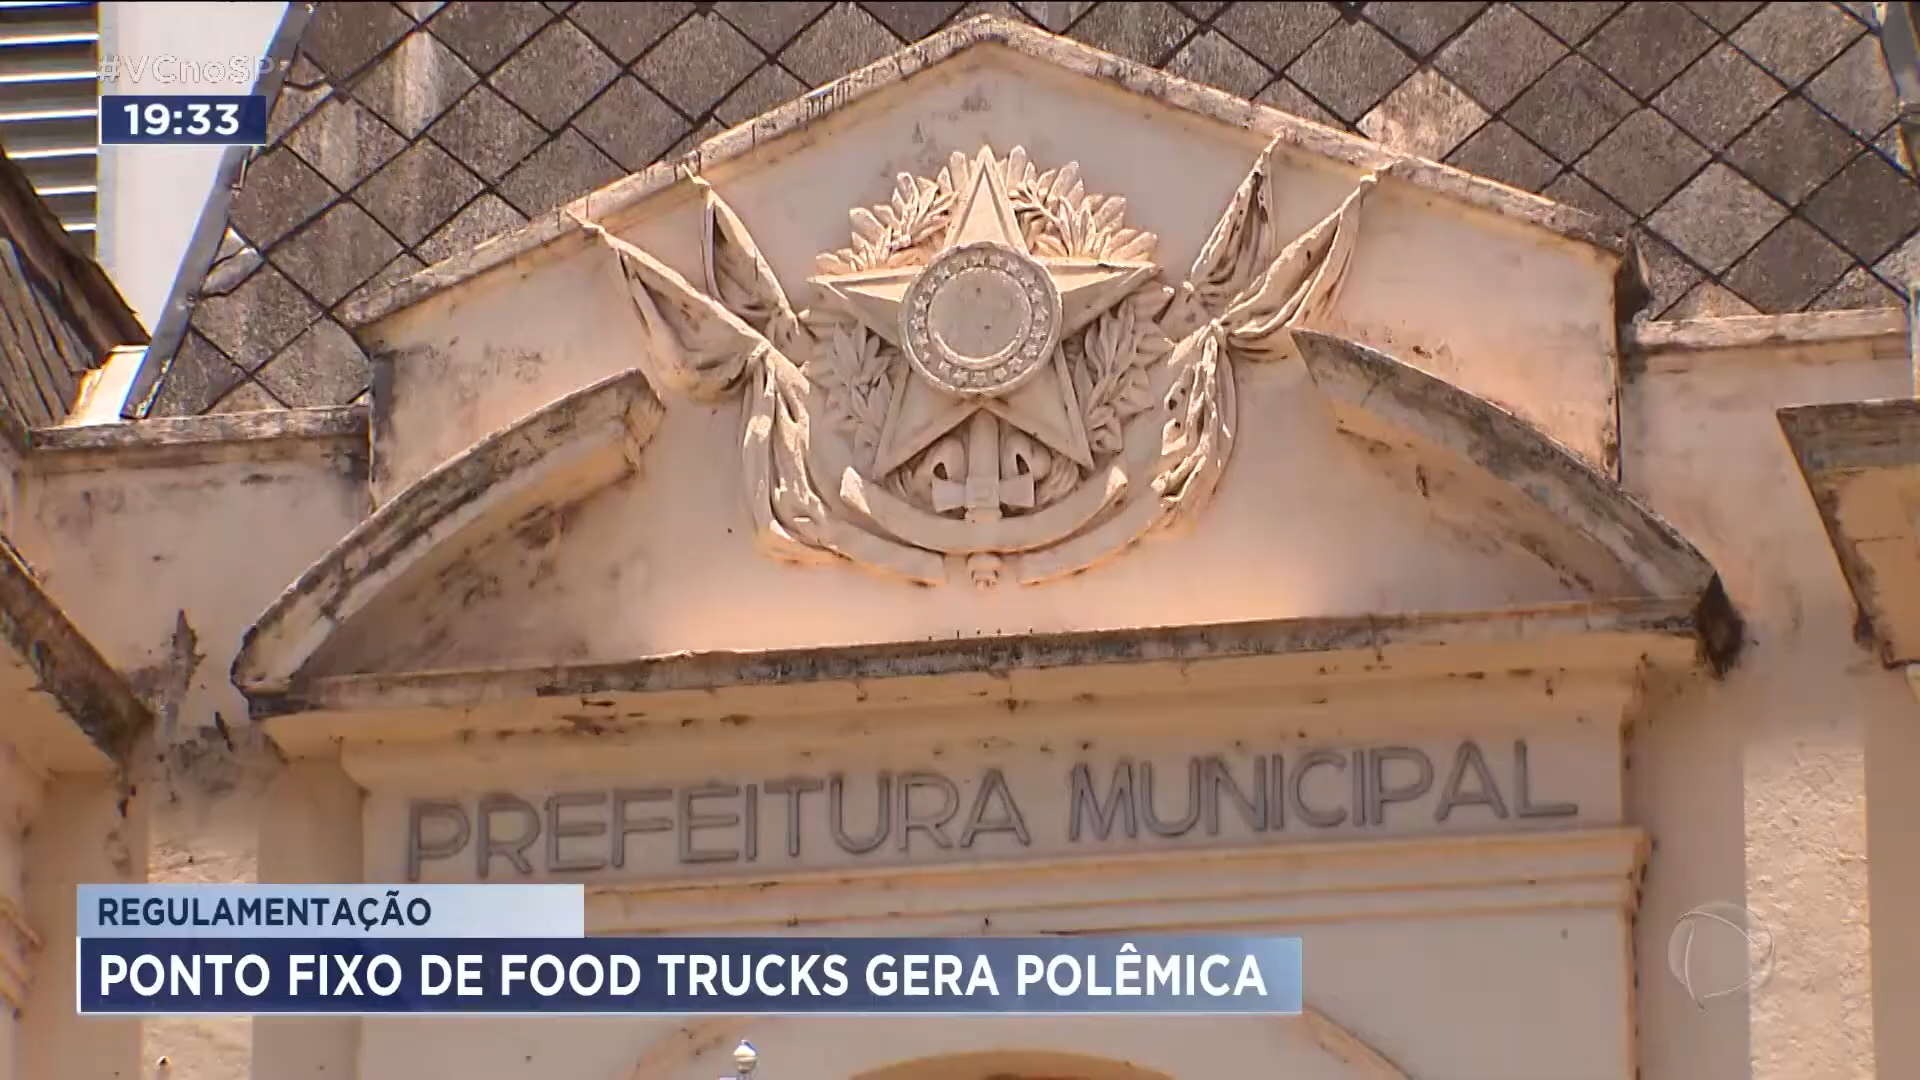 #VCnoSP
19:33
PREFEITURA MUNICIPAL
REGULAMENTAÇÃO
PONTO FIXO DE FOOD TRUCKS GERA POLÊMICA